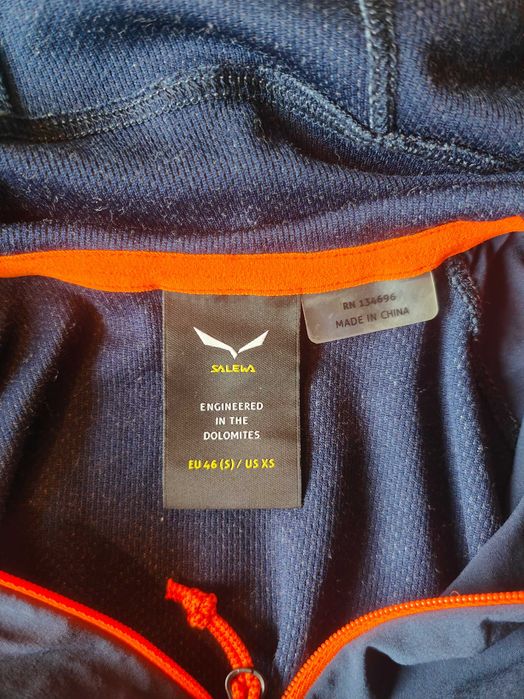 SALEWA
ENGINEERED
IN THE
DOLOMITES
EU 46 (S) / US XS
RN 134696
MADE IN CHINA